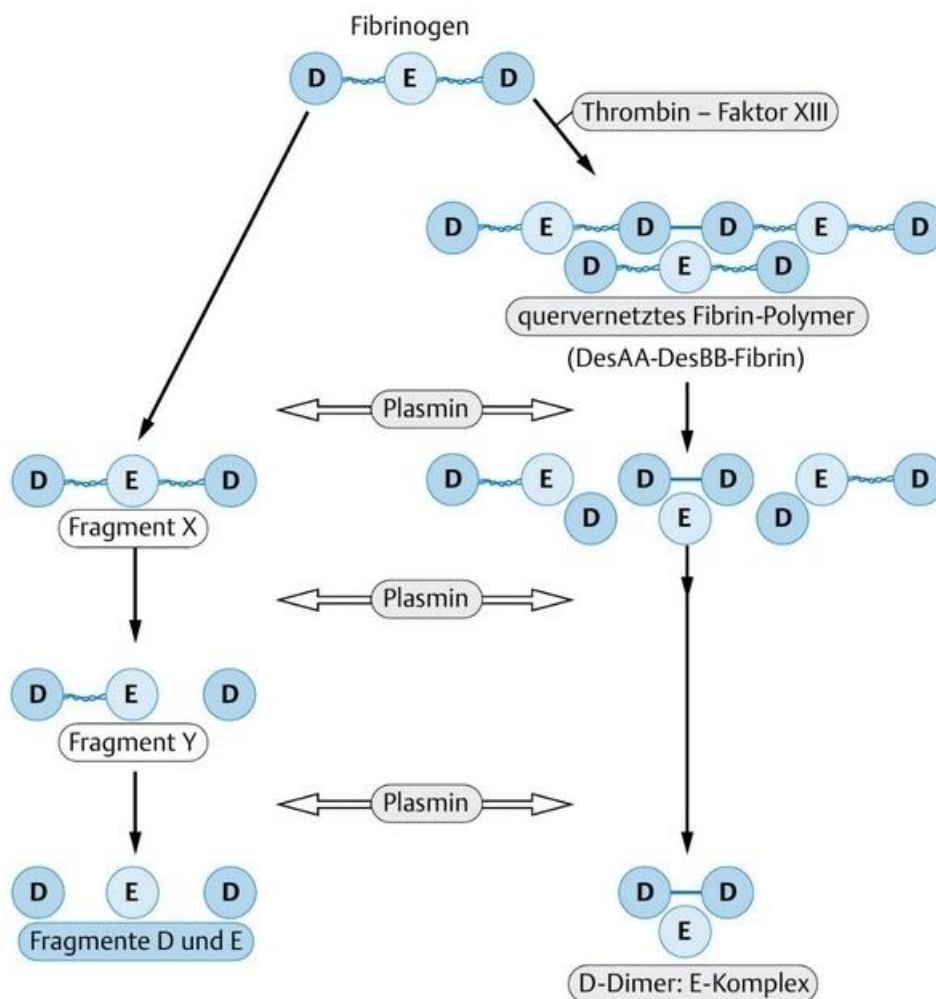 Fibrinogen
D E D
Thrombin – Faktor XIII
D E D D E D
D E D
quervernetztes Fibrin-Polymer
(DesAA-DesBB-Fibrin)
Plasmin
D E D
Fragment X
D E D D E D
D E D
Plasmin
D E D
Fragment Y
Plasmin
D E D
Fragmente D und E
D D
E
D-Dimer: E-Komplex